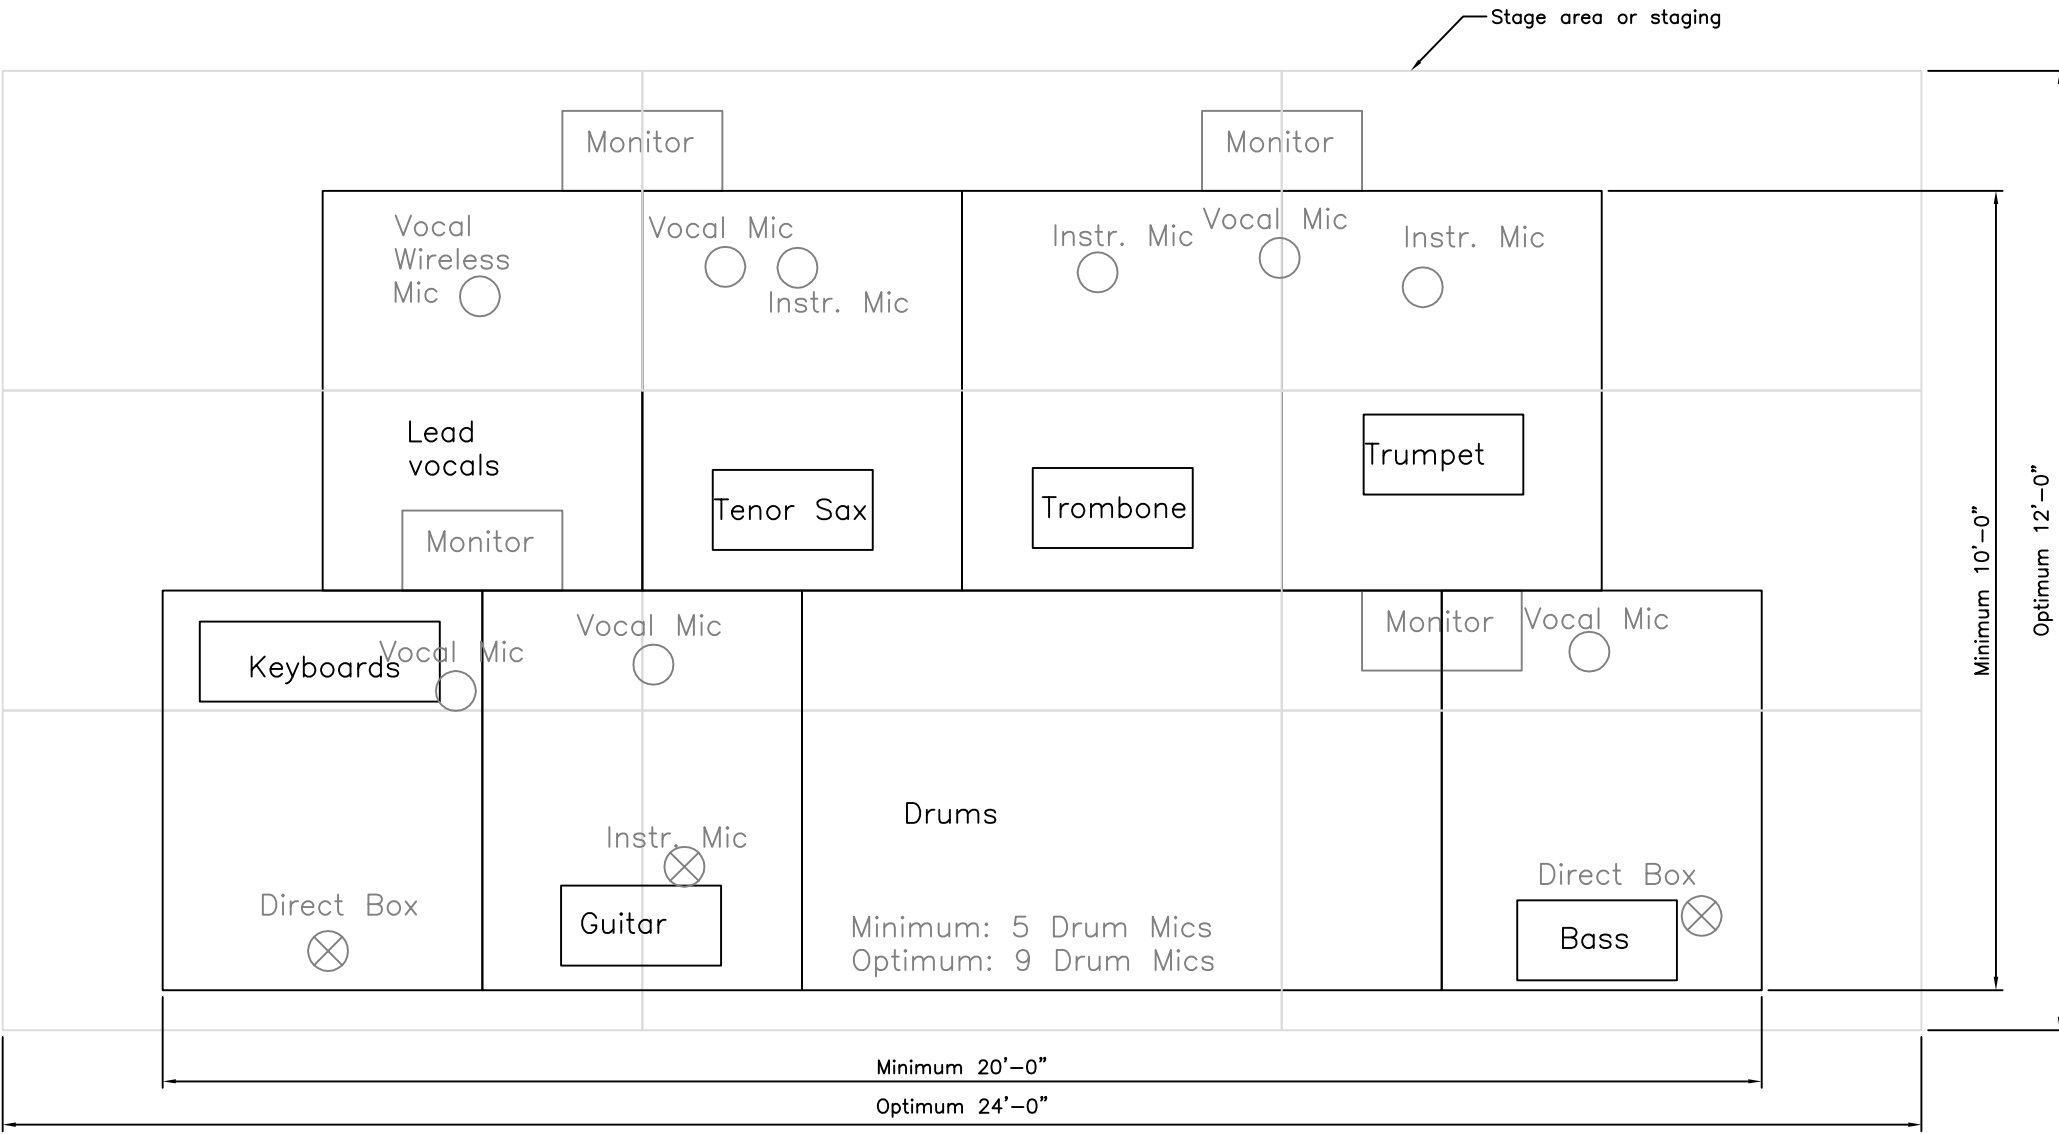 Stage area or staging
Monitor
Monitor
Vocal
Wireless
Mic
Vocal Mic
Instr. Mic
Instr. Mic
Vocal Mic
Instr. Mic
Lead
vocals
Tenor Sax
Trombone
Trumpet
Monitor
Keyboards
Vocal Mic
Vocal Mic
Monitor
Vocal Mic
Drums
Instr. Mic
Guitar
Direct Box
Minimum: 5 Drum Mics
Optimum: 9 Drum Mics
Direct Box
Bass
Minimum 10'-0"
Optimum 12'-0"
Minimum 20'-0"
Optimum 24'-0"